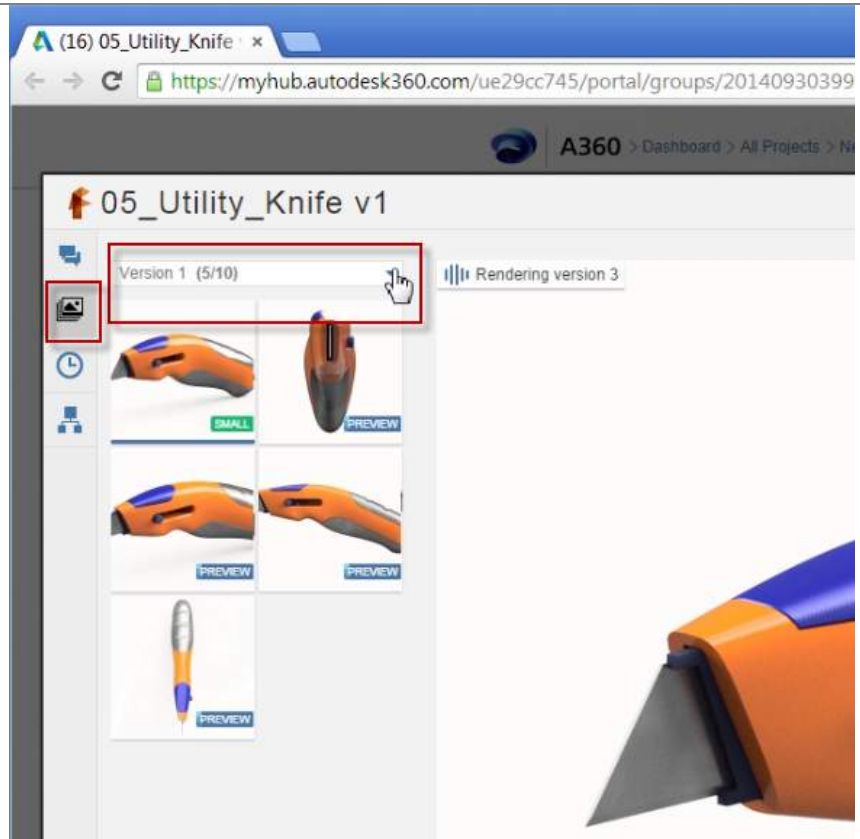 (16) 05_Utility_Knife
https://myhub.autodesk360.com/ue29cc745/portal/groups/20140930399
A360 > Dashboard > All Projects >
05_Utility_Knife v1
Version 1 (5/10)
Rendering version 3
SMALL
PREVIEW
PREVIEW
PREVIEW
PREVIEW